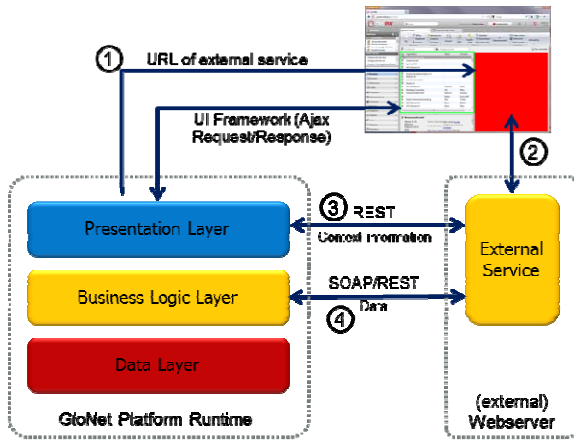 1
URL of external service
UI Framework (Ajax
Request/Response)
2
Presentation Layer
3
REST
Context Information
External
Service
Business Logic Layer
SOAP/REST
Data
4
Data Layer
GloNet Platform Runtime
(external)
Webserver